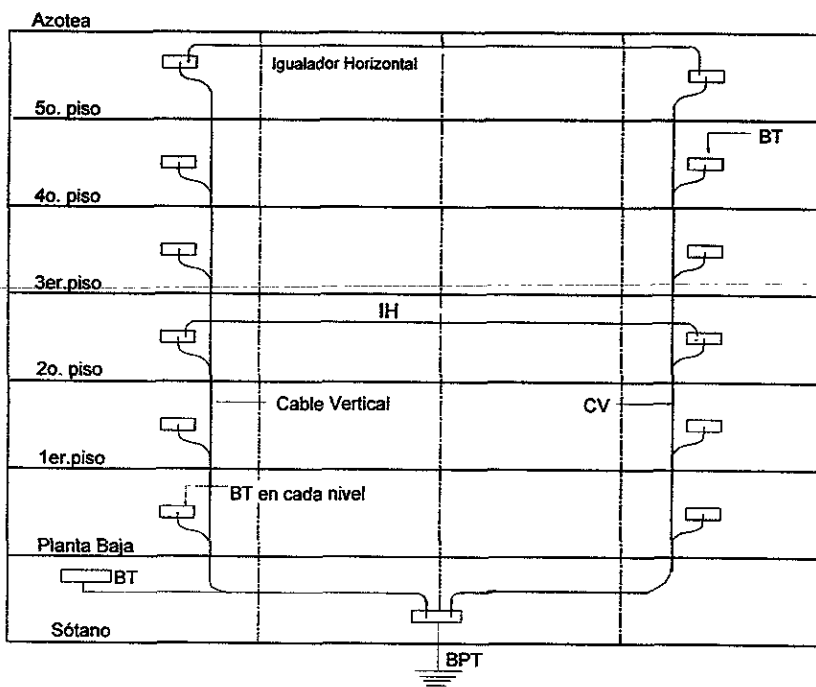 Azotea
Igualador Horizontal
5o. piso
BT
4o. piso
3er.piso
IH
2o. piso
Cable Vertical
CV
1er.piso
BT en cada nivel
Planta Baja
BT
Sótano
BPT